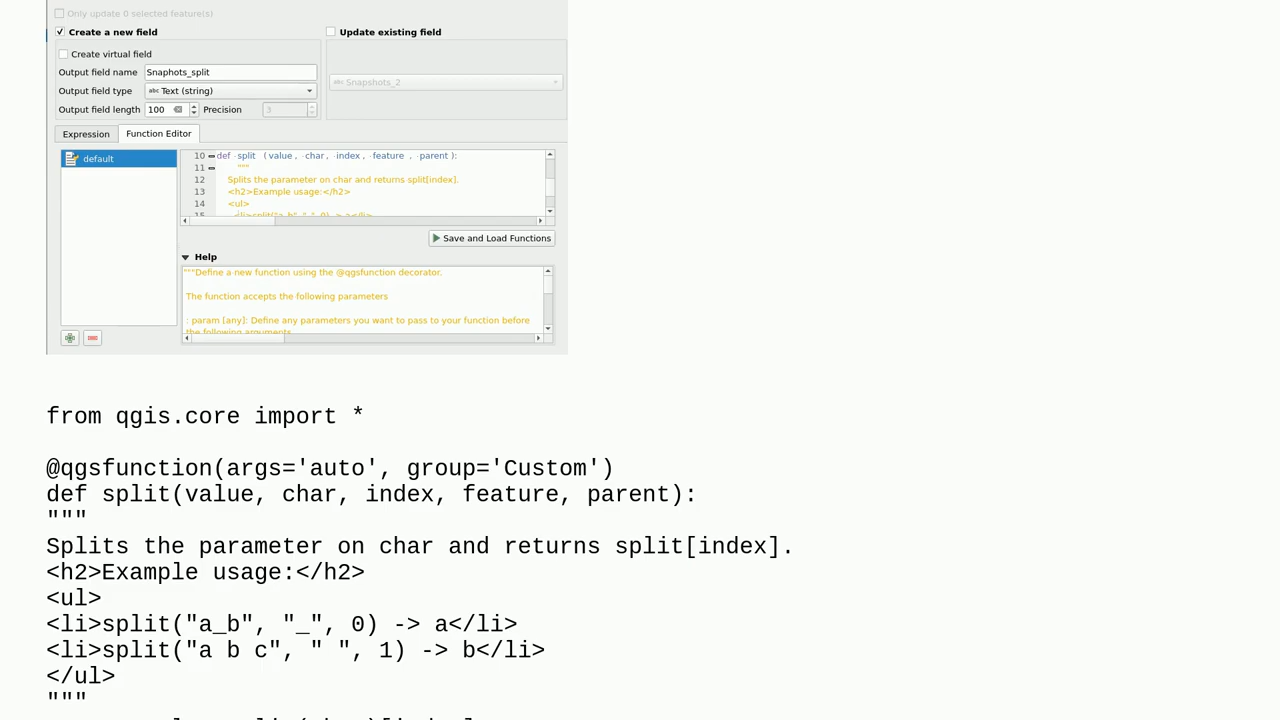 Only update 0 selected feature(s)
Create a new field
Update existing field
Create virtual field
Output field name Snaphots_split
abc Snapshots_2
Output field type abc Text (string)
Output field length 100 Precision 3
Expression Function Editor
default
10 def split (value, char, index, feature , parent):
11 """
12 Splits the parameter on char and returns split[index].
13 <h2>Example usage:</h2>
14 <ul>
15 <li>split("a_b", "_", 0) -> a</li>
Save and Load Functions
Help
"""Define a new function using the @qgsfunction decorator.
The function accepts the following parameters
: param [any]: Define any parameters you want to pass to your function before
the following arguments.
from qgis.core import *
@qgsfunction(args='auto', group='Custom')
def split(value, char, index, feature, parent):
"""
Splits the parameter on char and returns split[index].
<h2>Example usage:</h2>
<ul>
<li>split("a_b", "_", 0) -> a</li>
<li>split("a b c", " ", 1) -> b</li>
</ul>
"""